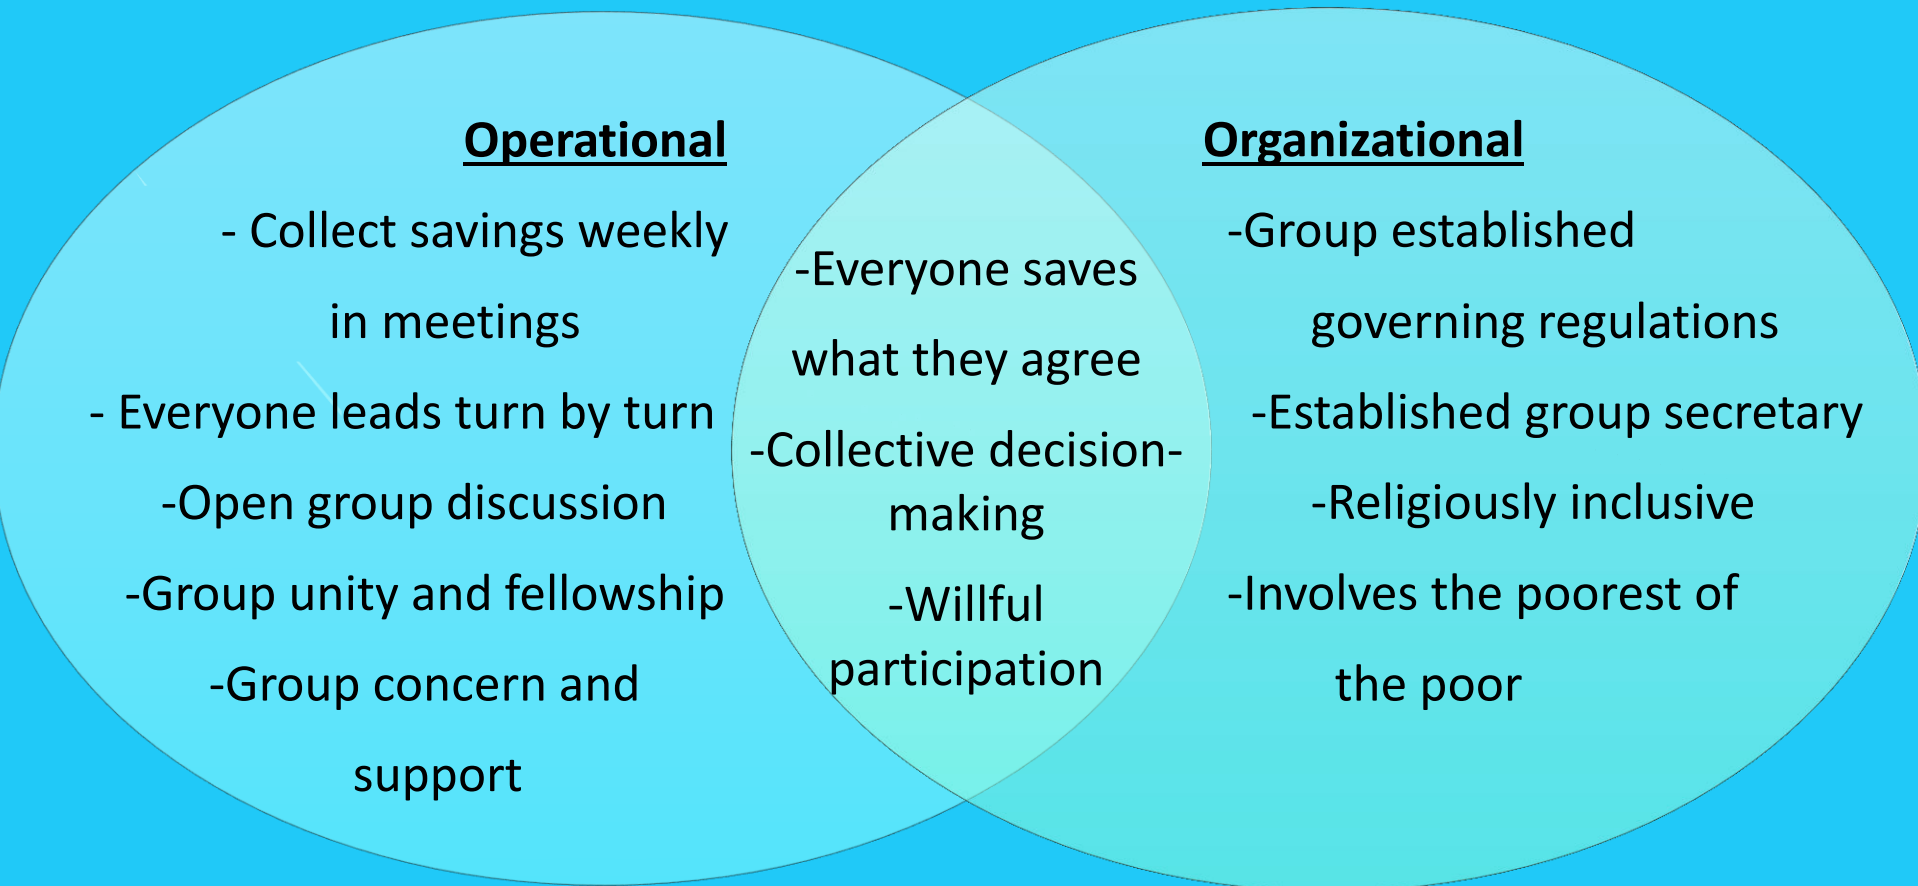 Operational
- Collect savings weekly
in meetings
- Everyone leads turn by turn
-Open group discussion
-Group unity and fellowship
-Group concern and
support
-Everyone saves
what they agree
-Collective decision-
making
-Willful
participation
Organizational
-Group established
governing regulations
-Established group secretary
-Religiously inclusive
-Involves the poorest of
the poor